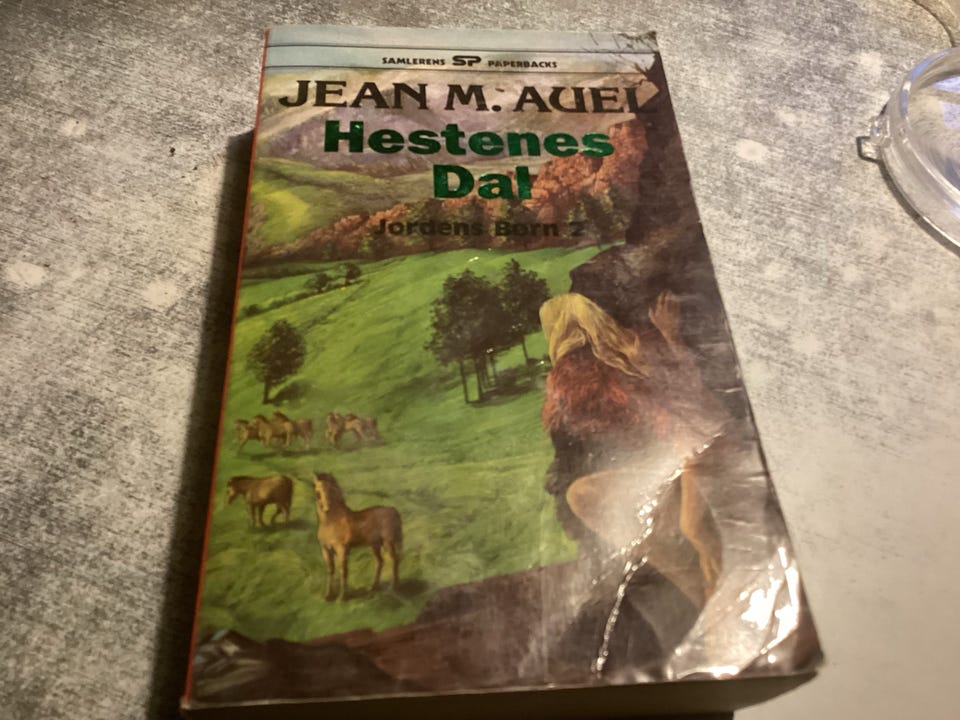 SAMLERENS SP PAPERBACKS
JEAN M. AUEL
Hestenes
Dal
Jordens Børn 2